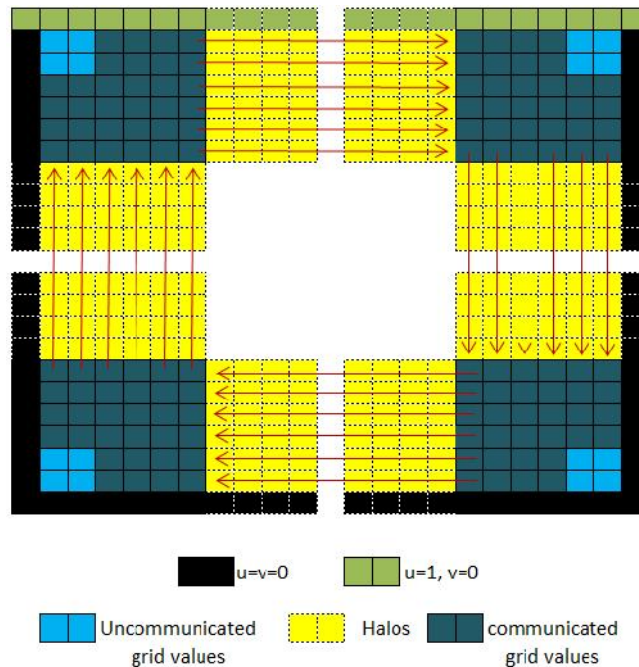 u=v=0
u=1, v=0
Uncommunicated
grid values
Halos
communicated
grid values